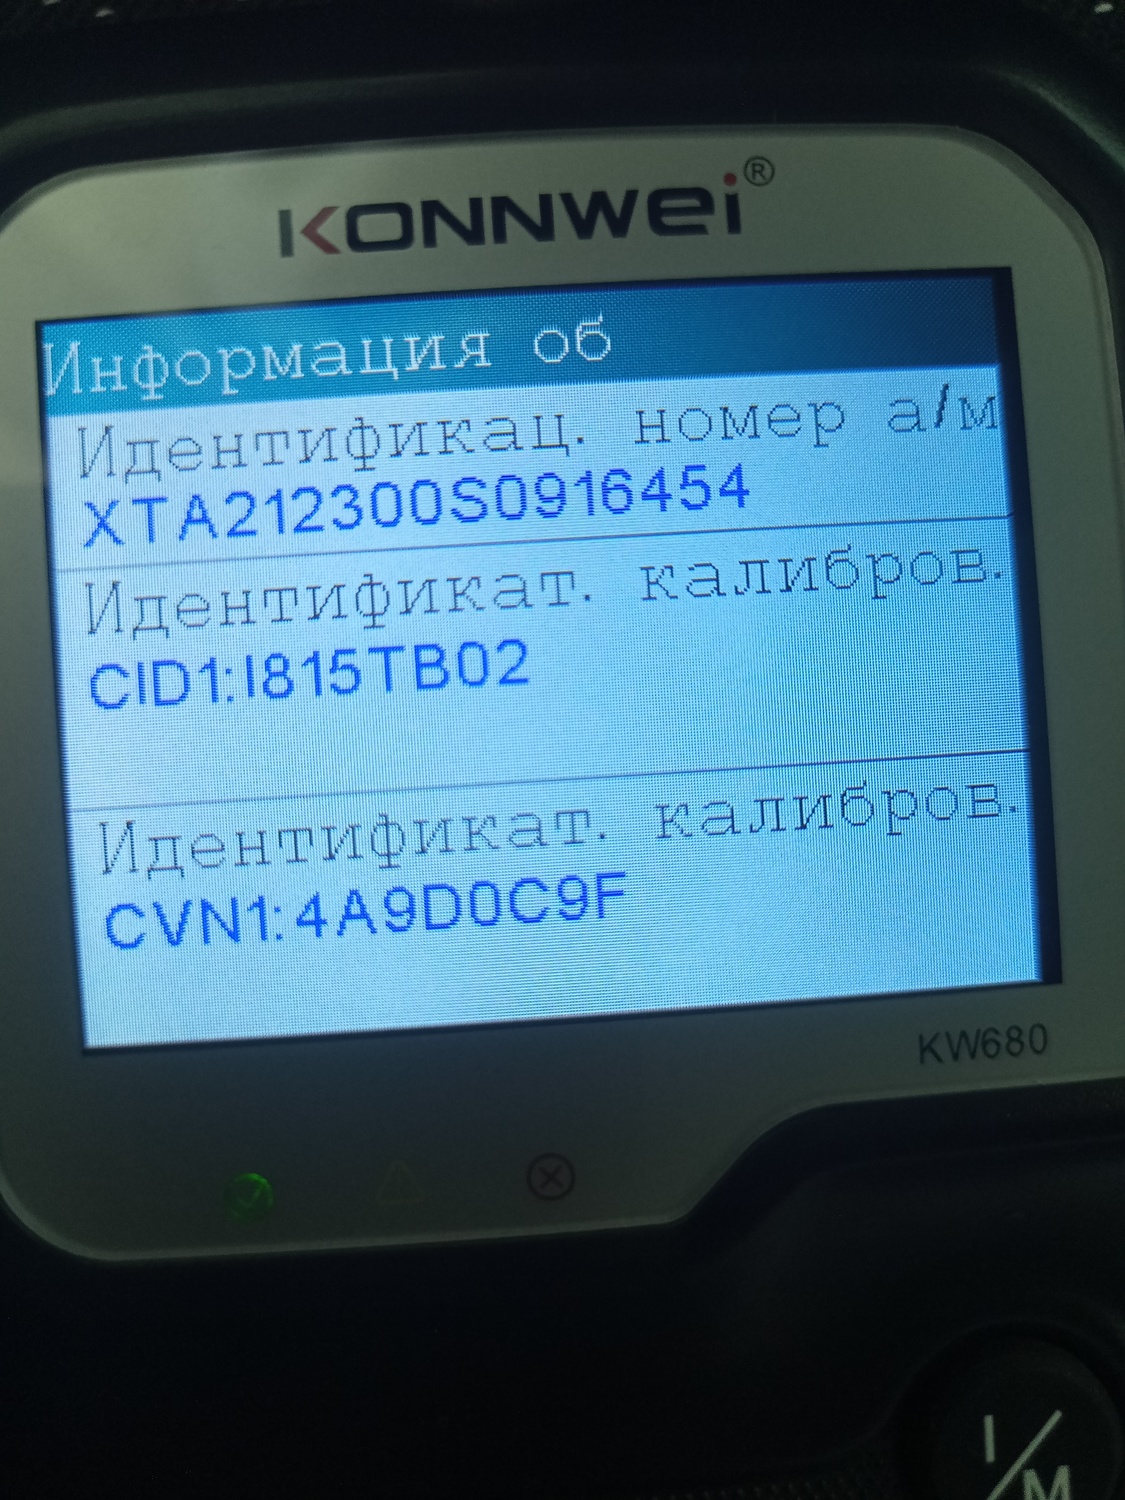 KONNWEI®
Информация об
Идентификац. номер а/м
XTA212300S0916454
Идентификат. калибров.
CID1:I815TB02
Идентификат. калибров.
CVN1:4A9D0C9F
KW680
I/M